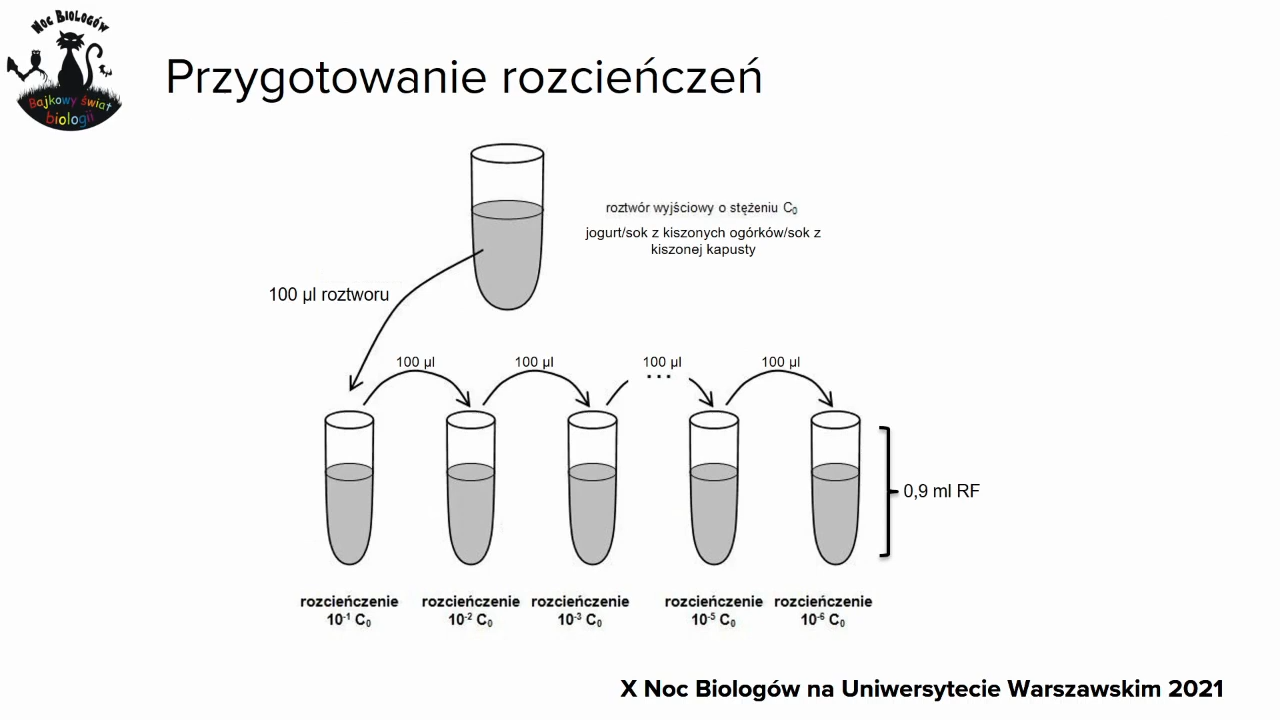 Noc Biologów
Bajkowy świat
biologii
Przygotowanie rozcieńczeń
roztwór wyjściowy o stężeniu C₀
jogurt/sok z kiszonych ogórków/sok z
kiszonej kapusty
100 µl roztworu
100 µl
100 µl
100 µl
100 µl
...
0,9 ml RF
rozcieńczenie
10⁻¹ C₀
rozcieńczenie
10⁻² C₀
rozcieńczenie
10⁻³ C₀
rozcieńczenie
10⁻⁵ C₀
rozcieńczenie
10⁻⁶ C₀
X Noc Biologów na Uniwersytecie Warszawskim 2021